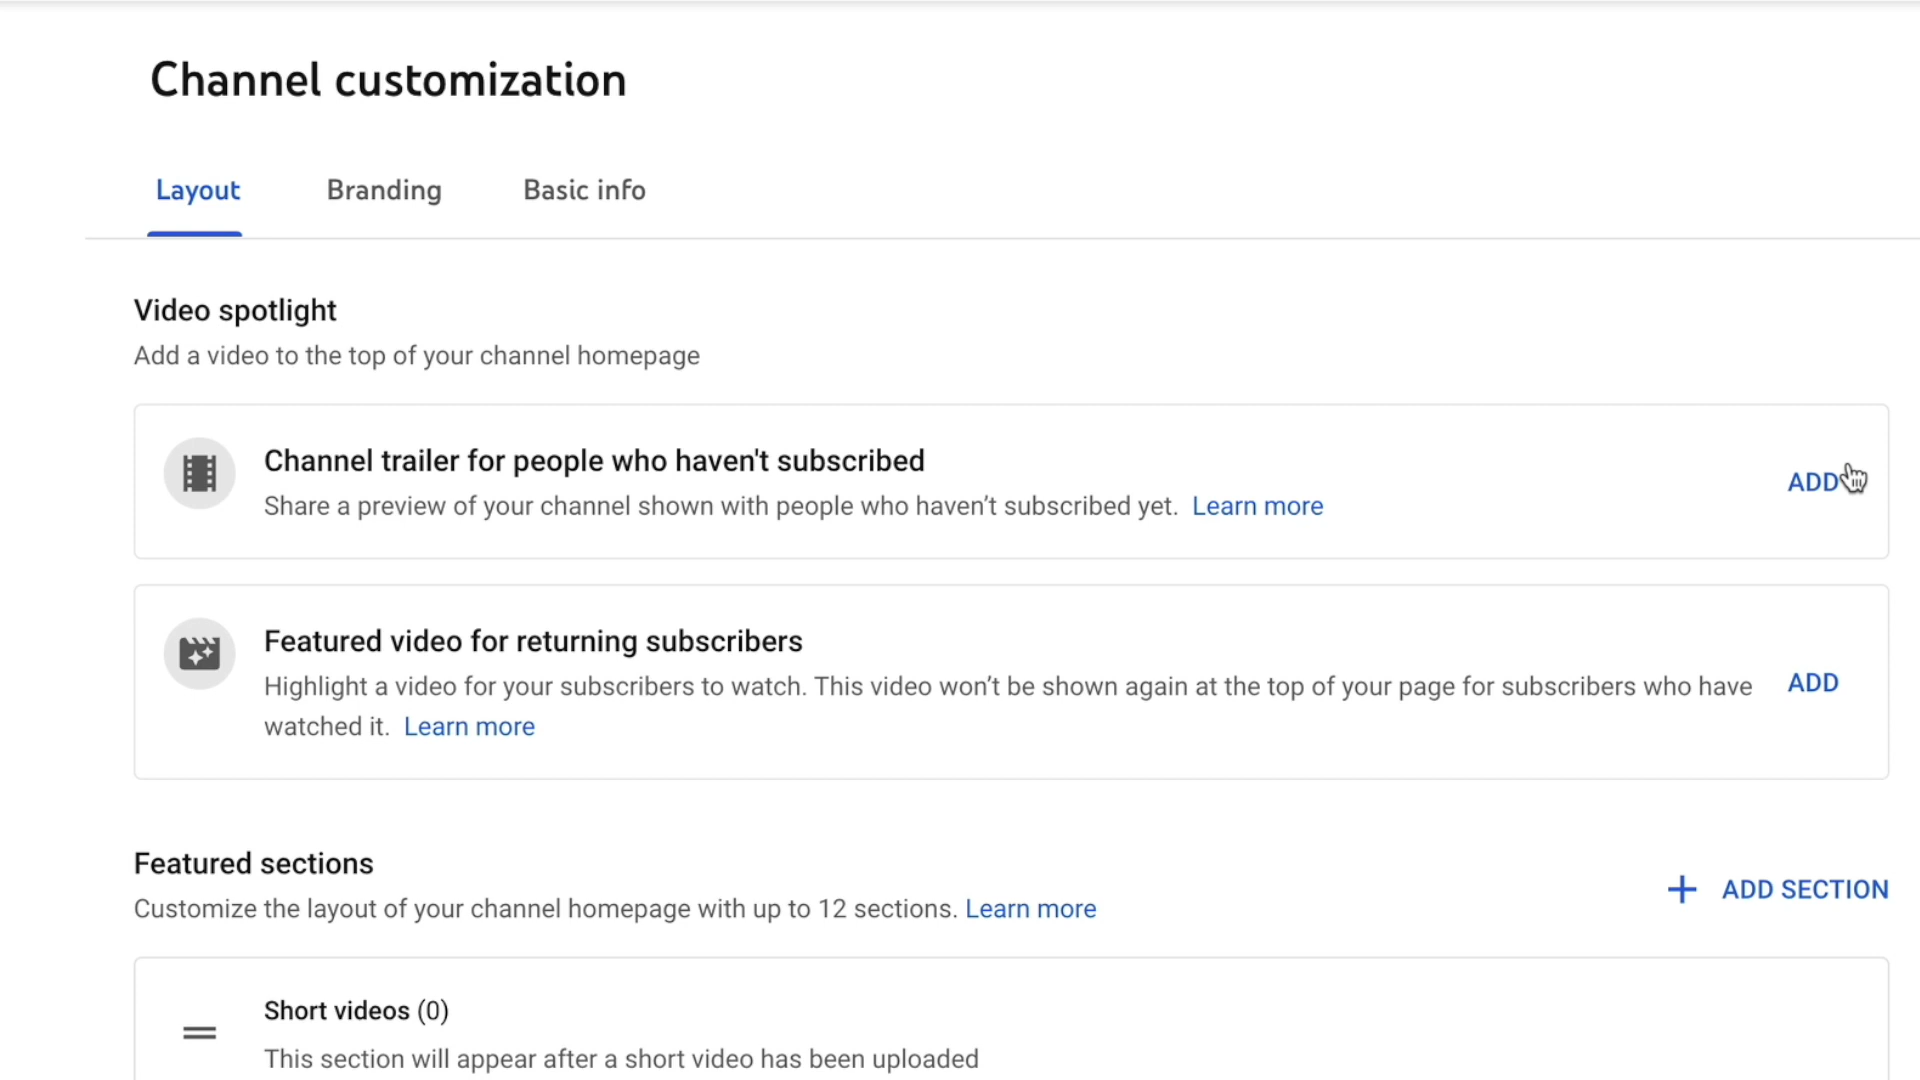 Channel customization
Layout Branding Basic info
Video spotlight
Add a video to the top of your channel homepage
Channel trailer for people who haven't subscribed
Share a preview of your channel shown with people who haven’t subscribed yet. Learn more
ADD
Featured video for returning subscribers
Highlight a video for your subscribers to watch. This video won’t be shown again at the top of your page for subscribers who have
watched it. Learn more
ADD
Featured sections
Customize the layout of your channel homepage with up to 12 sections. Learn more
ADD SECTION
Short videos (0)
This section will appear after a short video has been uploaded